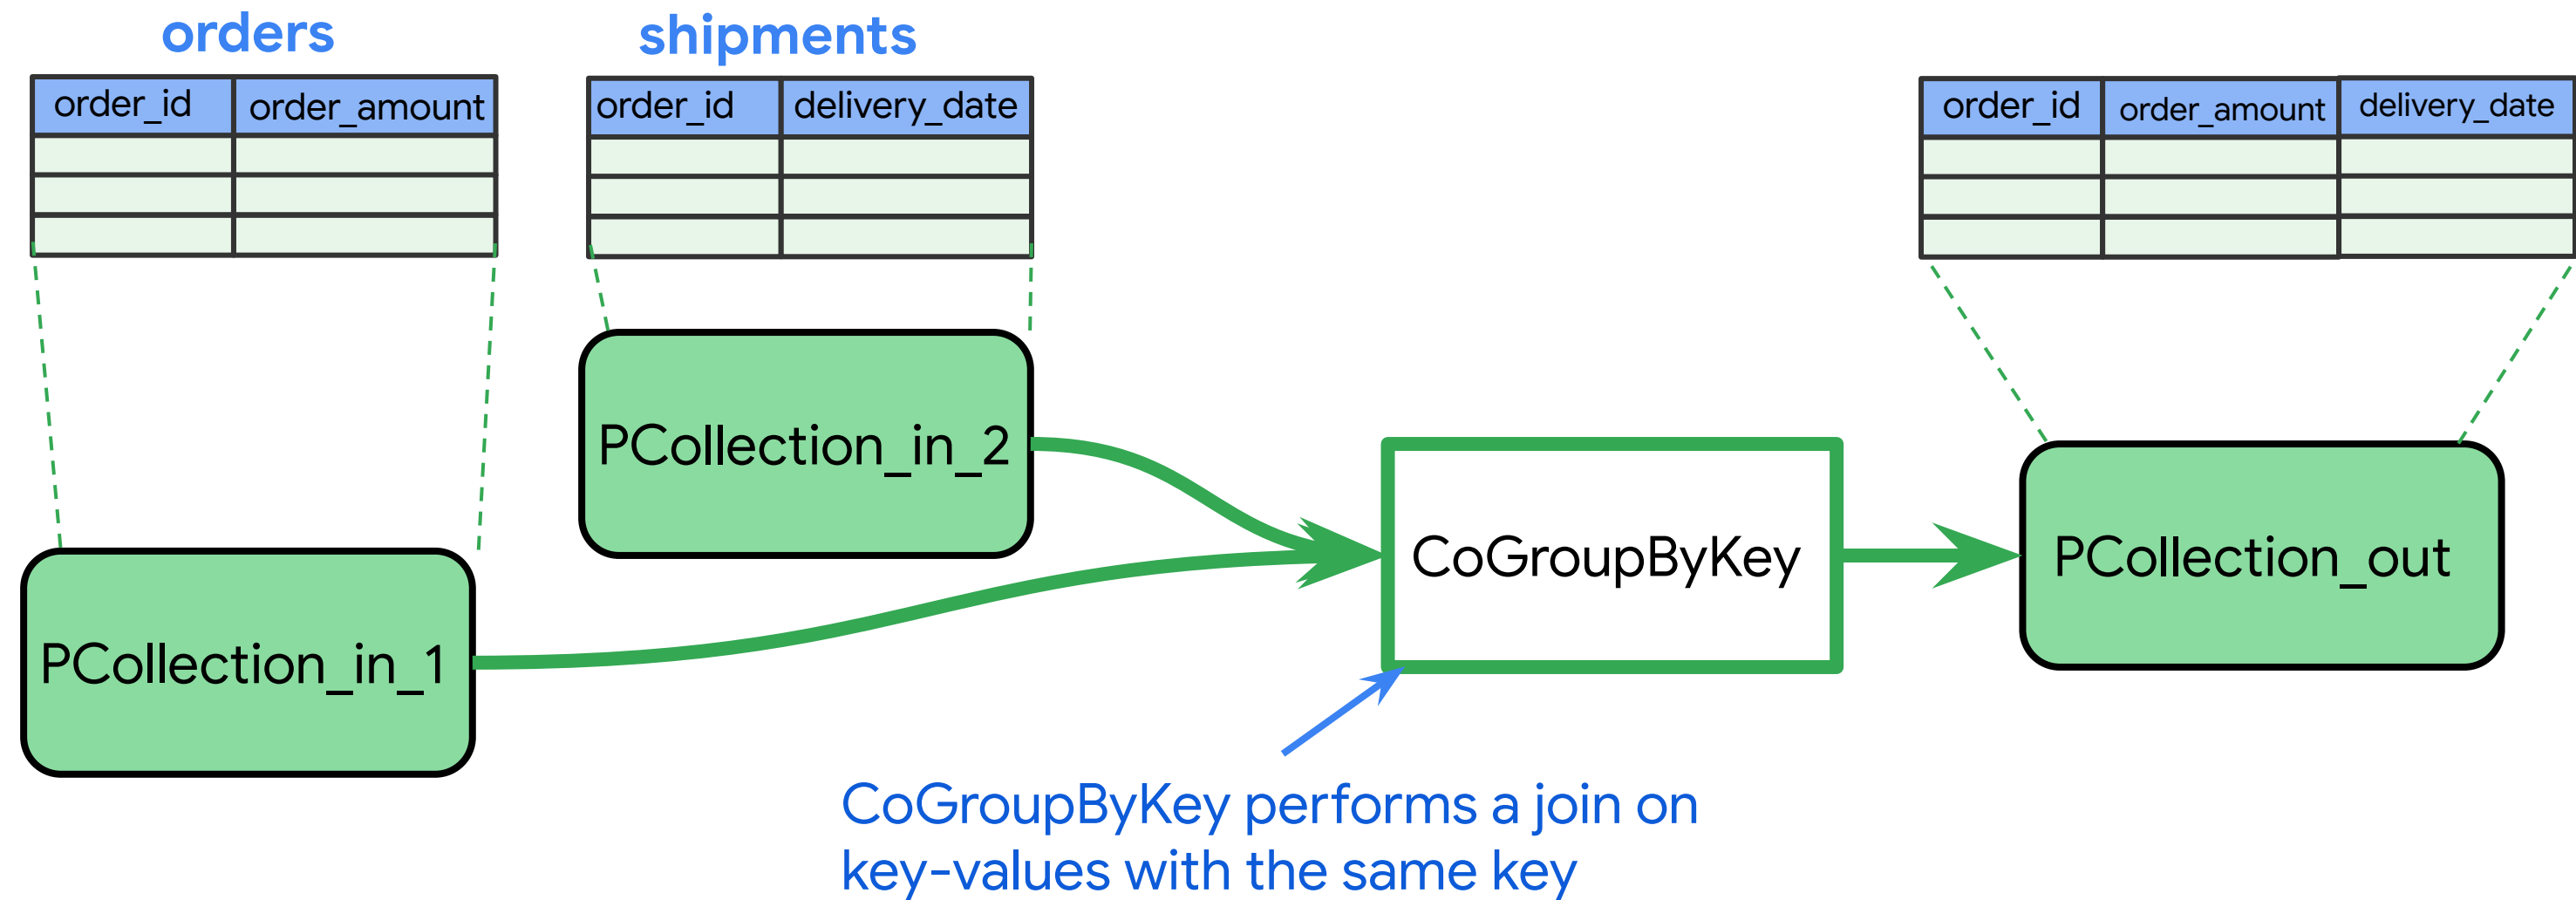 orders
shipments
order_id order_amount
order_id delivery_date
order_id order_amount delivery_date
PCollection_in_2
CoGroupByKey
PCollection_out
PCollection_in_1
CoGroupByKey performs a join on
key-values with the same key